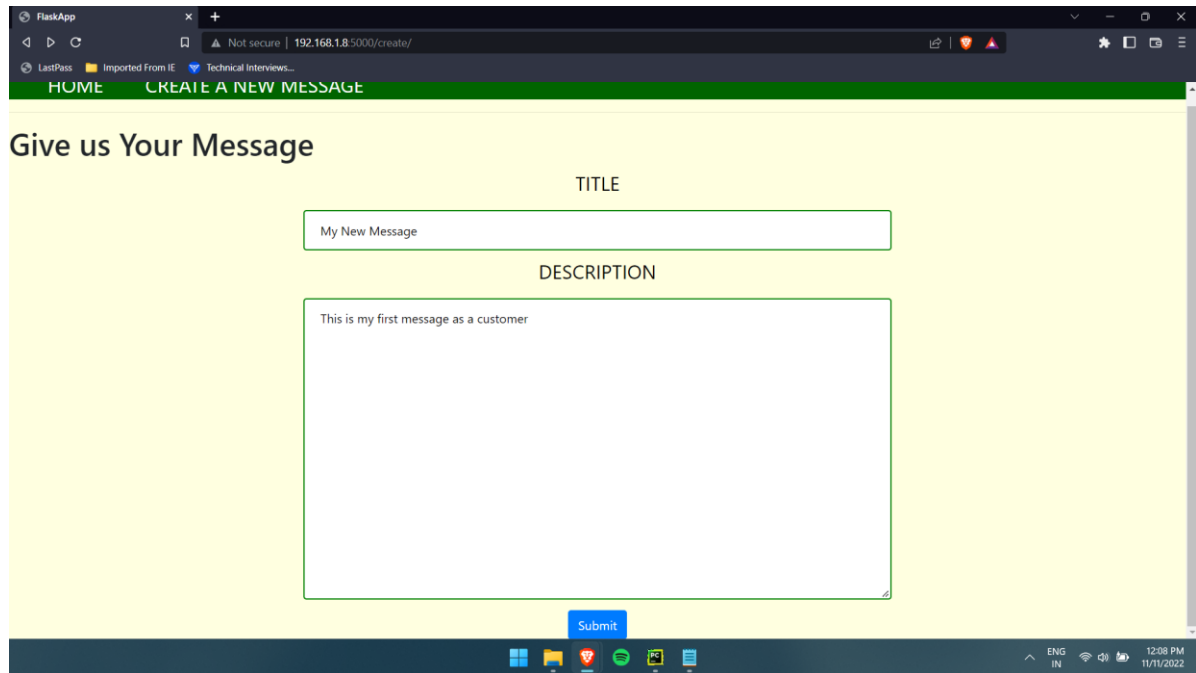 FlaskApp
Not secure | 192.168.1.8:5000/create/
LastPass Imported From IE Technical Interviews...
HOME CREATE A NEW MESSAGE
Give us Your Message
TITLE
My New Message
DESCRIPTION
This is my first message as a customer
Submit
PC
ENG
IN
12:08 PM
11/11/2022